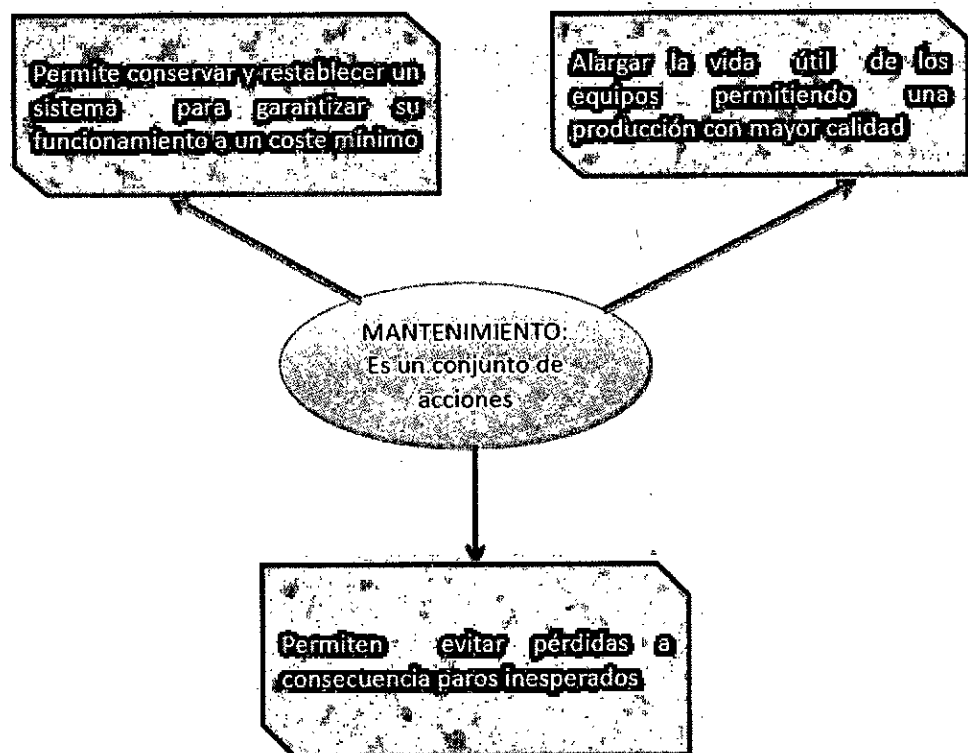 Permite conservar y restablecer un
sistema para garantizar su
funcionamiento a un coste mínimo
Alargar la vida útil de los
equipos permitiendo una
producción con mayor calidad
MANTENIMIENTO:
Es un conjunto de
acciones
Permiten evitar pérdidas a
consecuencia paros inesperados